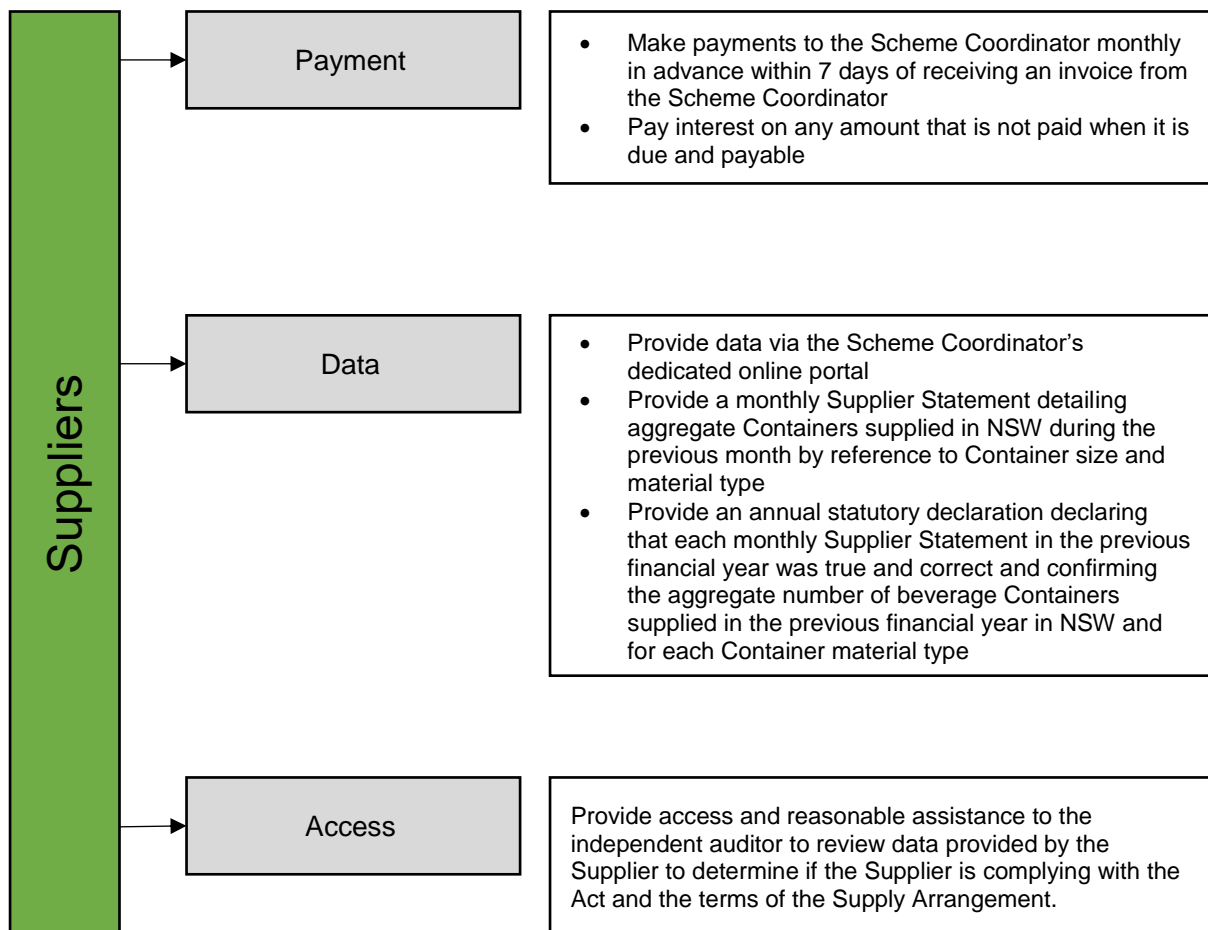 Suppliers
Payment
• Make payments to the Scheme Coordinator monthly
in advance within 7 days of receiving an invoice from
the Scheme Coordinator
• Pay interest on any amount that is not paid when it is
due and payable
Data
• Provide data via the Scheme Coordinator’s
dedicated online portal
• Provide a monthly Supplier Statement detailing
aggregate Containers supplied in NSW during the
previous month by reference to Container size and
material type
• Provide an annual statutory declaration declaring
that each monthly Supplier Statement in the previous
financial year was true and correct and confirming
the aggregate number of beverage Containers
supplied in the previous financial year in NSW and
for each Container material type
Access
Provide access and reasonable assistance to the
independent auditor to review data provided by the
Supplier to determine if the Supplier is complying with the
Act and the terms of the Supply Arrangement.